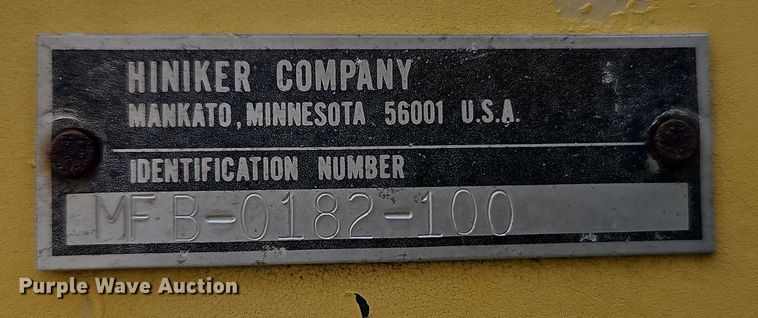 HINIKER COMPANY
MANKATO, MINNESOTA 56001 U.S.A.
IDENTIFICATION NUMBER
MFB-0182-100
Purple Wave Auction